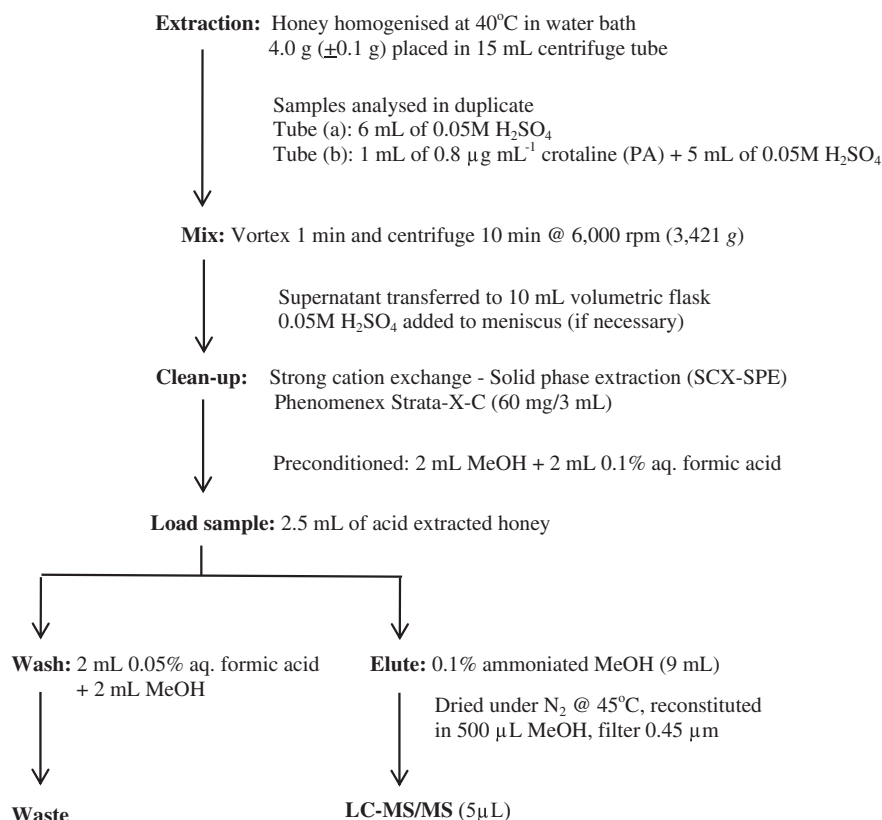 Extraction: Honey homogenised at 40°C in water bath
4.0 g (±0.1 g) placed in 15 mL centrifuge tube
Samples analysed in duplicate
Tube (a): 6 mL of 0.05M H₂SO₄
Tube (b): 1 mL of 0.8 µg mL⁻¹ crotaline (PA) + 5 mL of 0.05M H₂SO₄
Mix: Vortex 1 min and centrifuge 10 min @ 6,000 rpm (3,421 g)
Supernatant transferred to 10 mL volumetric flask
0.05M H₂SO₄ added to meniscus (if necessary)
Clean-up: Strong cation exchange - Solid phase extraction (SCX-SPE)
Phenomenex Strata-X-C (60 mg/3 mL)
Preconditioned: 2 mL MeOH + 2 mL 0.1% aq. formic acid
Load sample: 2.5 mL of acid extracted honey
Wash: 2 mL 0.05% aq. formic acid
+ 2 mL MeOH
Elute: 0.1% ammoniated MeOH (9 mL)
Dried under N₂ @ 45°C, reconstituted
in 500 µL MeOH, filter 0.45 µm
Waste
LC-MS/MS (5µL)